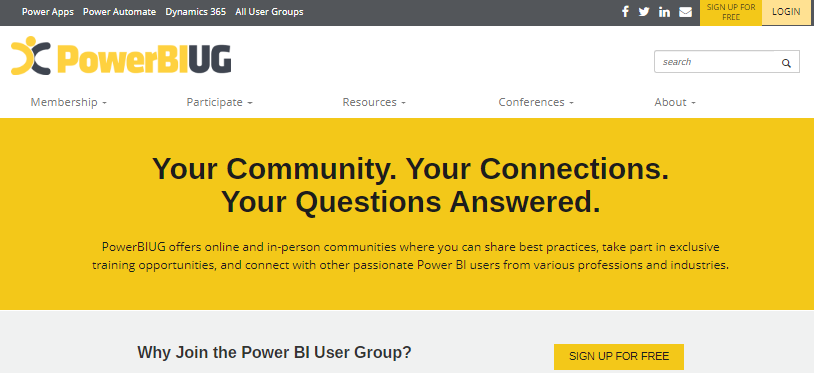 Power Apps Power Automate Dynamics 365 All User Groups
SIGN UP FOR
FREE
LOGIN
PowerBIUG
search
Membership Participate Resources Conferences About
Your Community. Your Connections.
Your Questions Answered.
PowerBIUG offers online and in-person communities where you can share best practices, take part in exclusive
training opportunities, and connect with other passionate Power BI users from various professions and industries.
Why Join the Power BI User Group?
SIGN UP FOR FREE